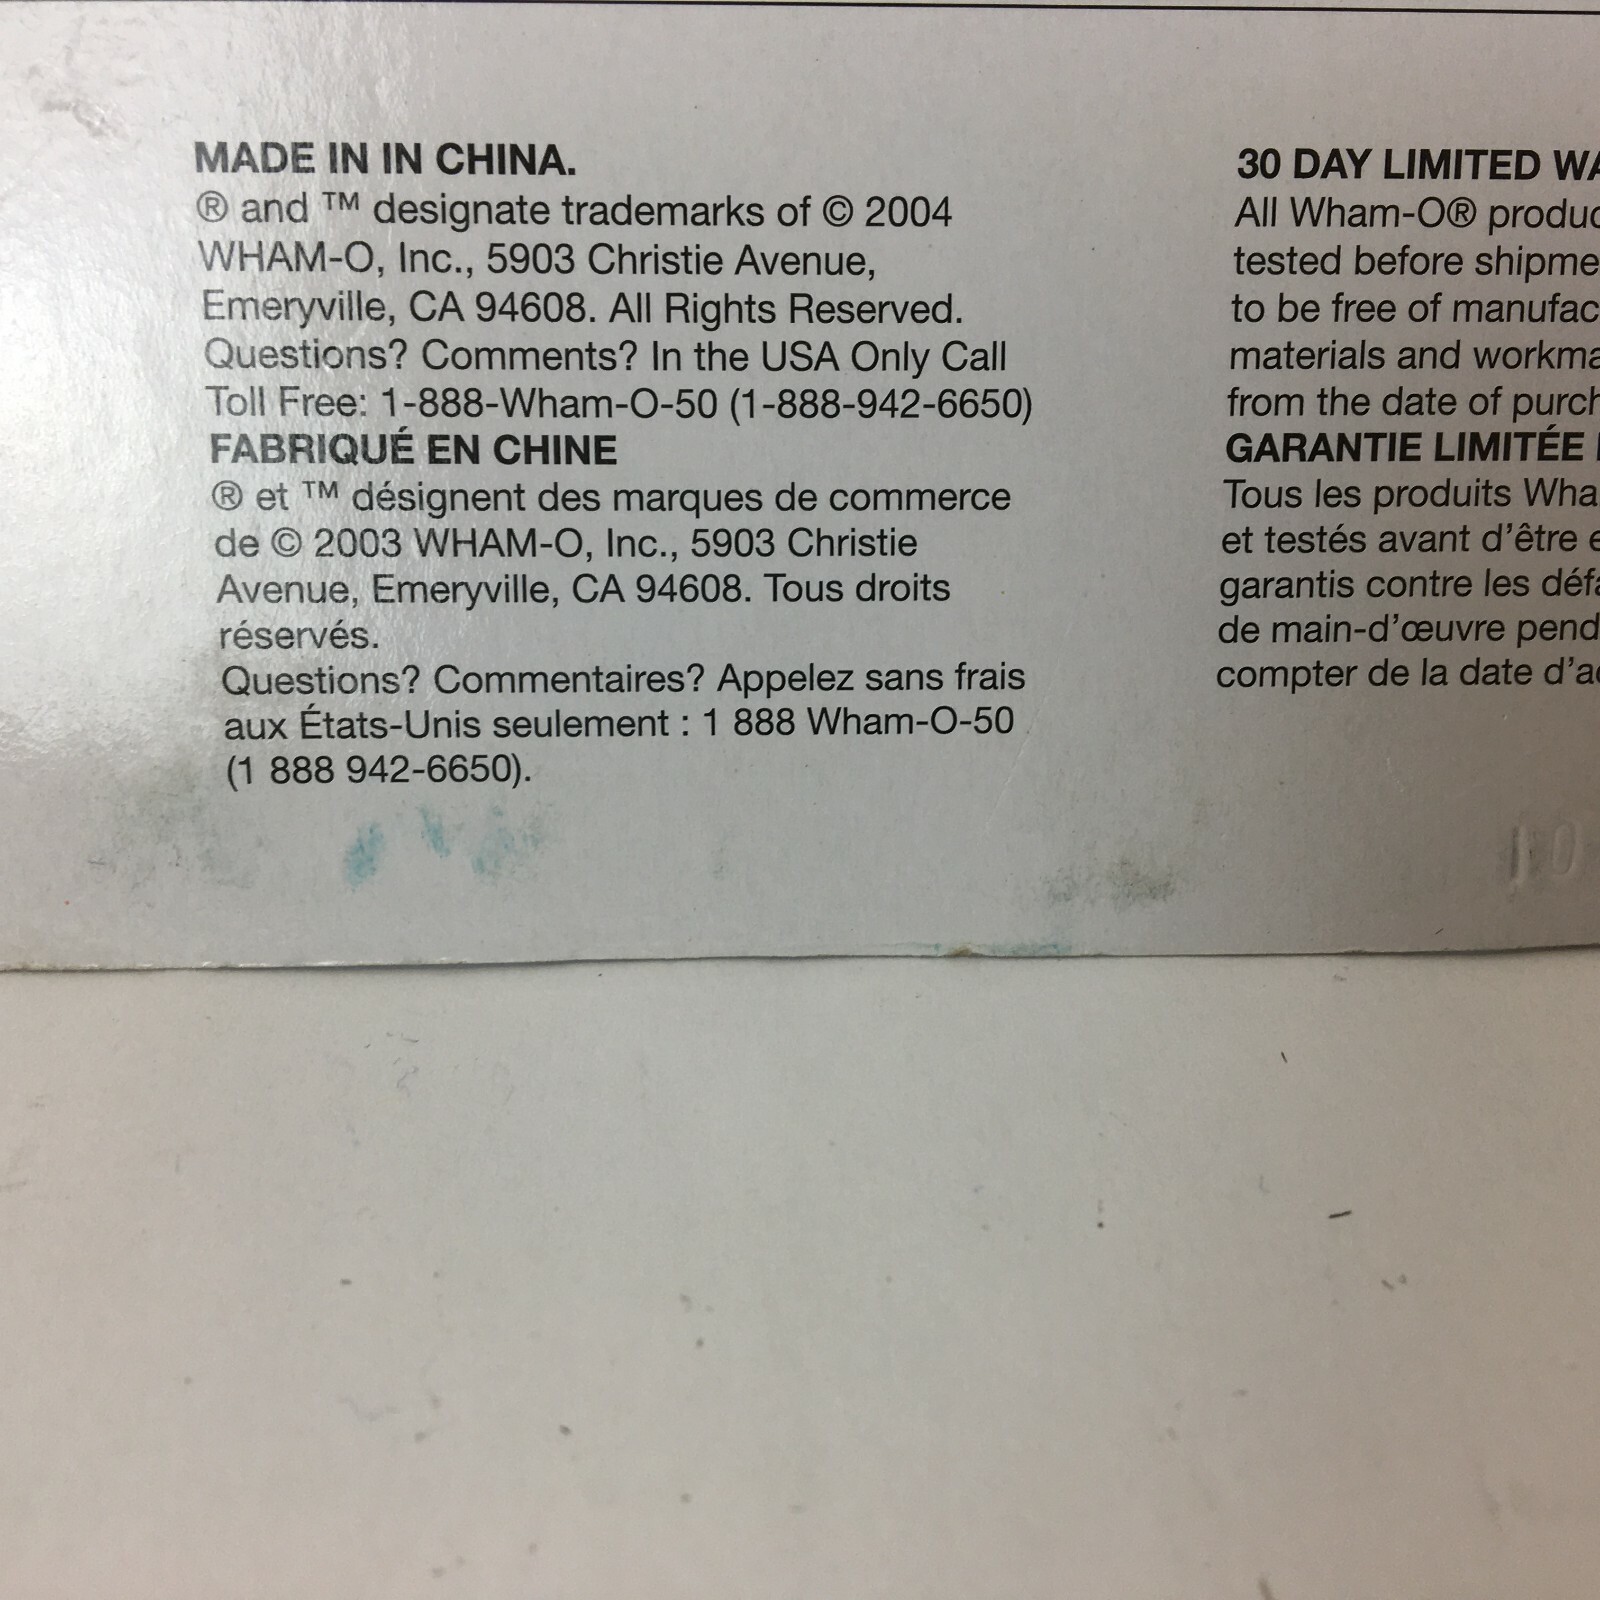 MADE IN IN CHINA.
® and ™ designate trademarks of © 2004
WHAM-O, Inc., 5903 Christie Avenue,
Emeryville, CA 94608. All Rights Reserved.
Questions? Comments? In the USA Only Call
Toll Free: 1-888-Wham-O-50 (1-888-942-6650)
FABRIQUÉ EN CHINE
® et ™ désignent des marques de commerce
de © 2003 WHAM-O, Inc., 5903 Christie
Avenue, Emeryville, CA 94608. Tous droits
réservés.
Questions? Commentaires? Appelez sans frais
aux États-Unis seulement : 1 888 Wham-O-50
(1 888 942-6650).
30 DAY LIMITED
All Wham-O®
tested before
to be free of
materials and
from the date of
GARANTIE LIMITÉE
Tous les produits
et testés avant d'être
garantis contre les
de main-d'œuvre
compter de la date